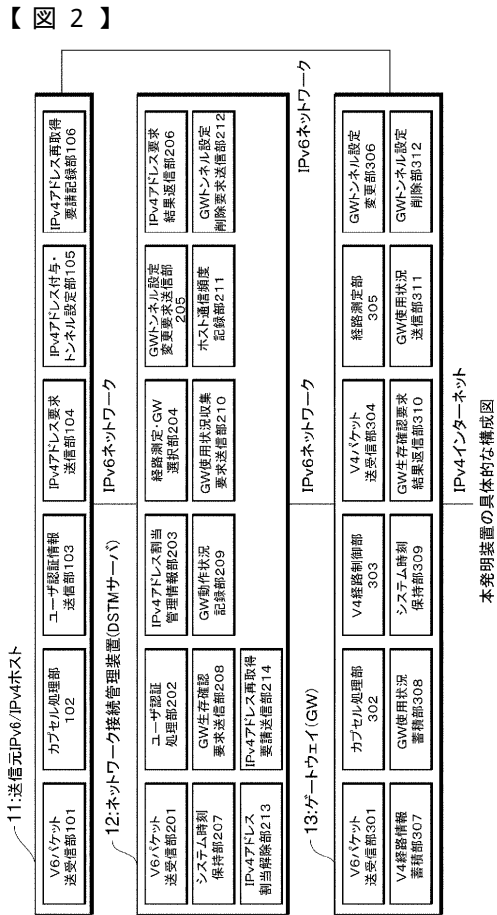 【図2】
11:送信元IPv6/IPv4ホスト
V6パケット
送受信部101
カプセル処理部
102
ユーザ認証情報
送信部103
IPv4アドレス要求
送信部104
IPv4アドレス付与・
トンネル設定部105
IPv4アドレス再取得
要請記録部106
IPv6ネットワーク
12:ネットワーク接続管理装置(DSTMサーバ)
V6パケット
送受信部201
ユーザ認証
処理部202
IPv4アドレス割当
管理情報部203
経路測定・GW
選択部204
GWトンネル設定
変更要求送信部
205
IPv4アドレス要求
結果返信部206
システム時刻
保持部207
GW生存確認
要求送信部208
GW動作状況
記録部209
GW使用状況収集
要求送信部210
ホスト通信頻度
記録部211
GWトンネル設定
削除要求送信部212
IPv4アドレス
割当解除部213
IPv4アドレス再取得
要請送信部214
IPv6ネットワーク
IPv6ネットワーク
13:ゲートウェイ(GW)
V6パケット
送受信部301
カプセル処理部
302
V4経路制御部
303
V4パケット
送受信部304
経路測定部
305
GWトンネル設定
変更部306
V4経路情報
蓄積部307
GW使用状況
蓄積部308
システム時刻
保持部309
GW生存確認要求
結果返信部310
GW使用状況
送信部311
GWトンネル設定
削除部312
IPv4インターネット
本発明装置の具体的な構成図